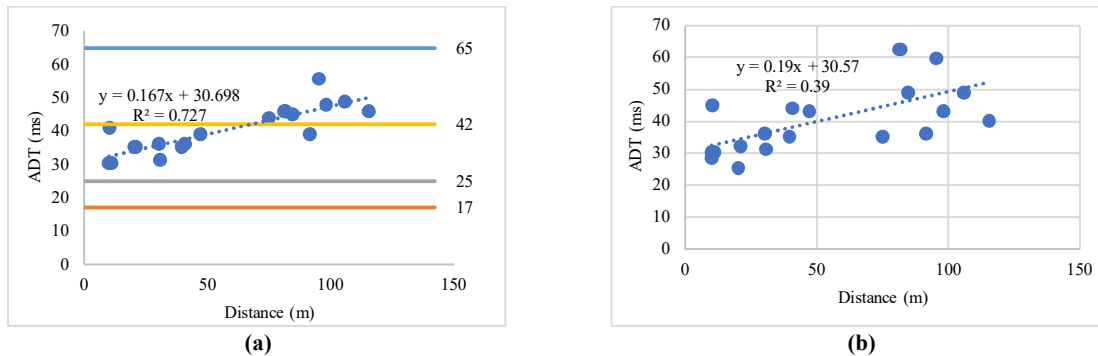 70
60
50
40
30
20
10
0
ADT (ms)
y = 0.167x + 30.698
R² = 0.727
65
42
25
17
0
50
100
150
Distance (m)
(a)
70
60
50
40
30
20
10
0
ADT (ms)
y = 0.19x + 30.57
R² = 0.39
0
50
100
150
Distance (m)
(b)